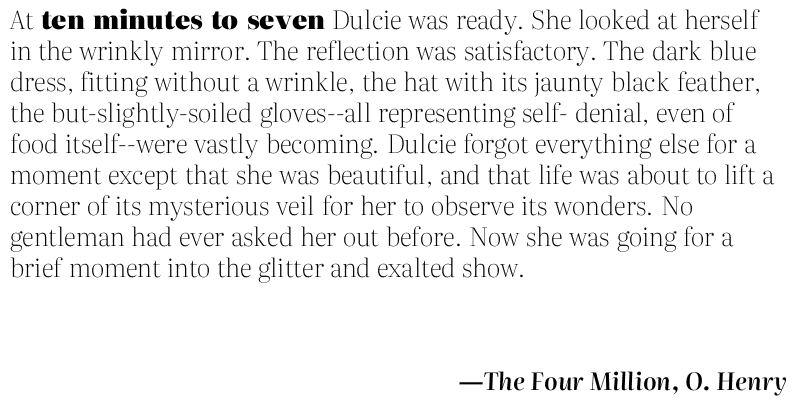 At ten minutes to seven Dulcie was ready. She looked at herself
in the wrinkly mirror. The reflection was satisfactory. The dark blue
dress, fitting without a wrinkle, the hat with its jaunty black feather,
the but-slightly-soiled gloves--all representing self- denial, even of
food itself--were vastly becoming. Dulcie forgot everything else for a
moment except that she was beautiful, and that life was about to lift a
corner of its mysterious veil for her to observe its wonders. No
gentleman had ever asked her out before. Now she was going for a
brief moment into the glitter and exalted show.
—The Four Million, O. Henry